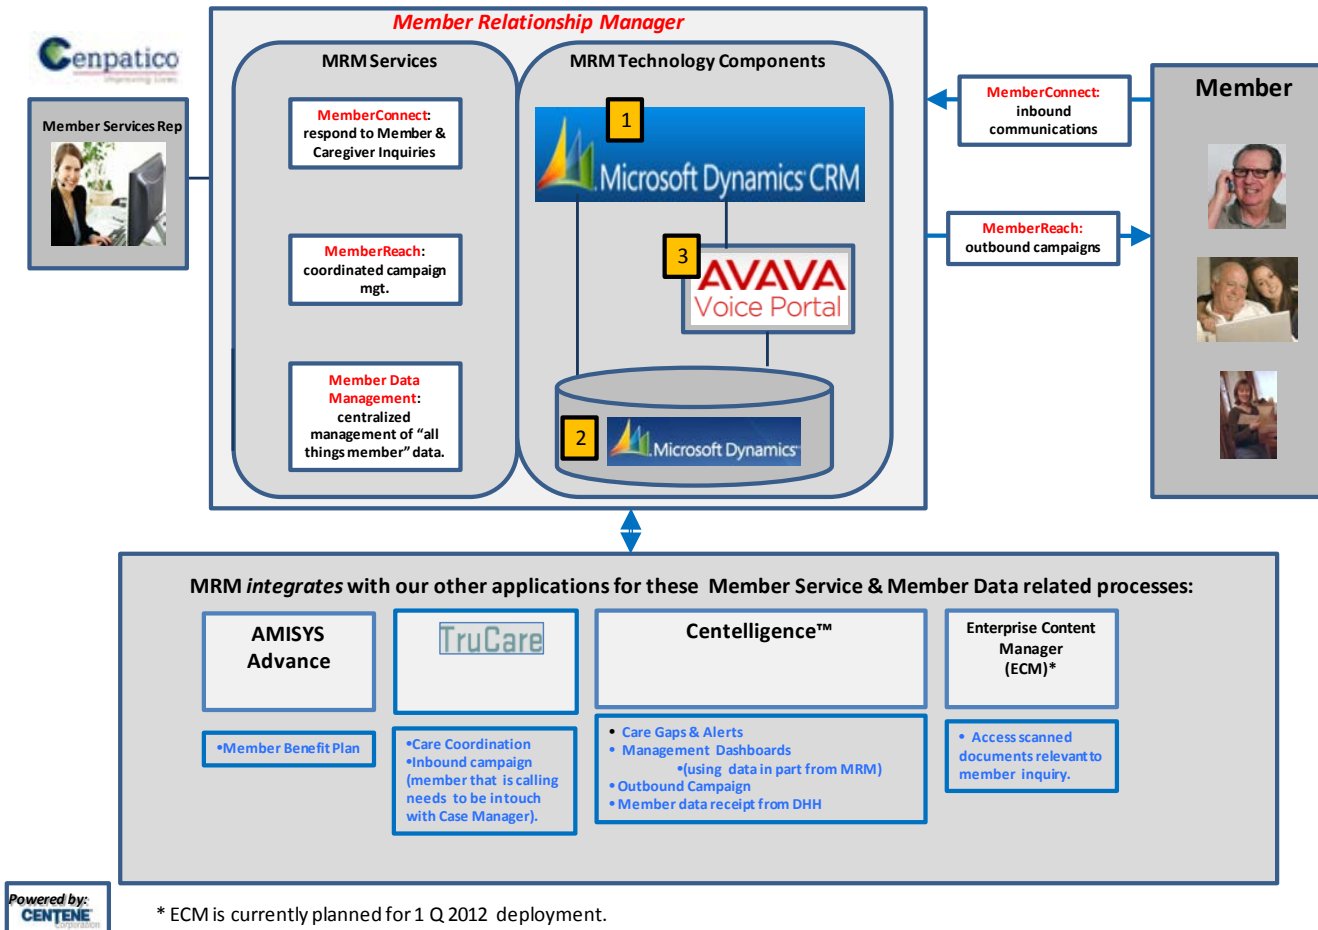 Member Relationship Manager
Cenpatico
Improving Lives
Member Services Rep
MRM Services
MemberConnect:
respond to Member &
Caregiver Inquiries
MemberReach:
coordinated campaign
mgt.
Member Data
Management:
centralized
management of “all
things member” data.
MRM Technology Components
1
Microsoft Dynamics CRM
3
AVAYA
Voice Portal
2
Microsoft Dynamics
MemberConnect:
inbound
communications
MemberReach:
outbound campaigns
Member
MRM integrates with our other applications for these Member Service & Member Data related processes:
AMISYS
Advance
•Member Benefit Plan
TruCare
•Care Coordination
•Inbound campaign
(member that is calling
needs to be in touch
with Case Manager).
Centelligence™
• Care Gaps & Alerts
• Management Dashboards
•(using data in part from MRM)
• Outbound Campaign
• Member data receipt from DHH
Enterprise Content
Manager
(ECM)*
• Access scanned
documents relevant to
member inquiry.
Powered by:
CENTENE
Corporation
* ECM is currently planned for 1 Q 2012 deployment.